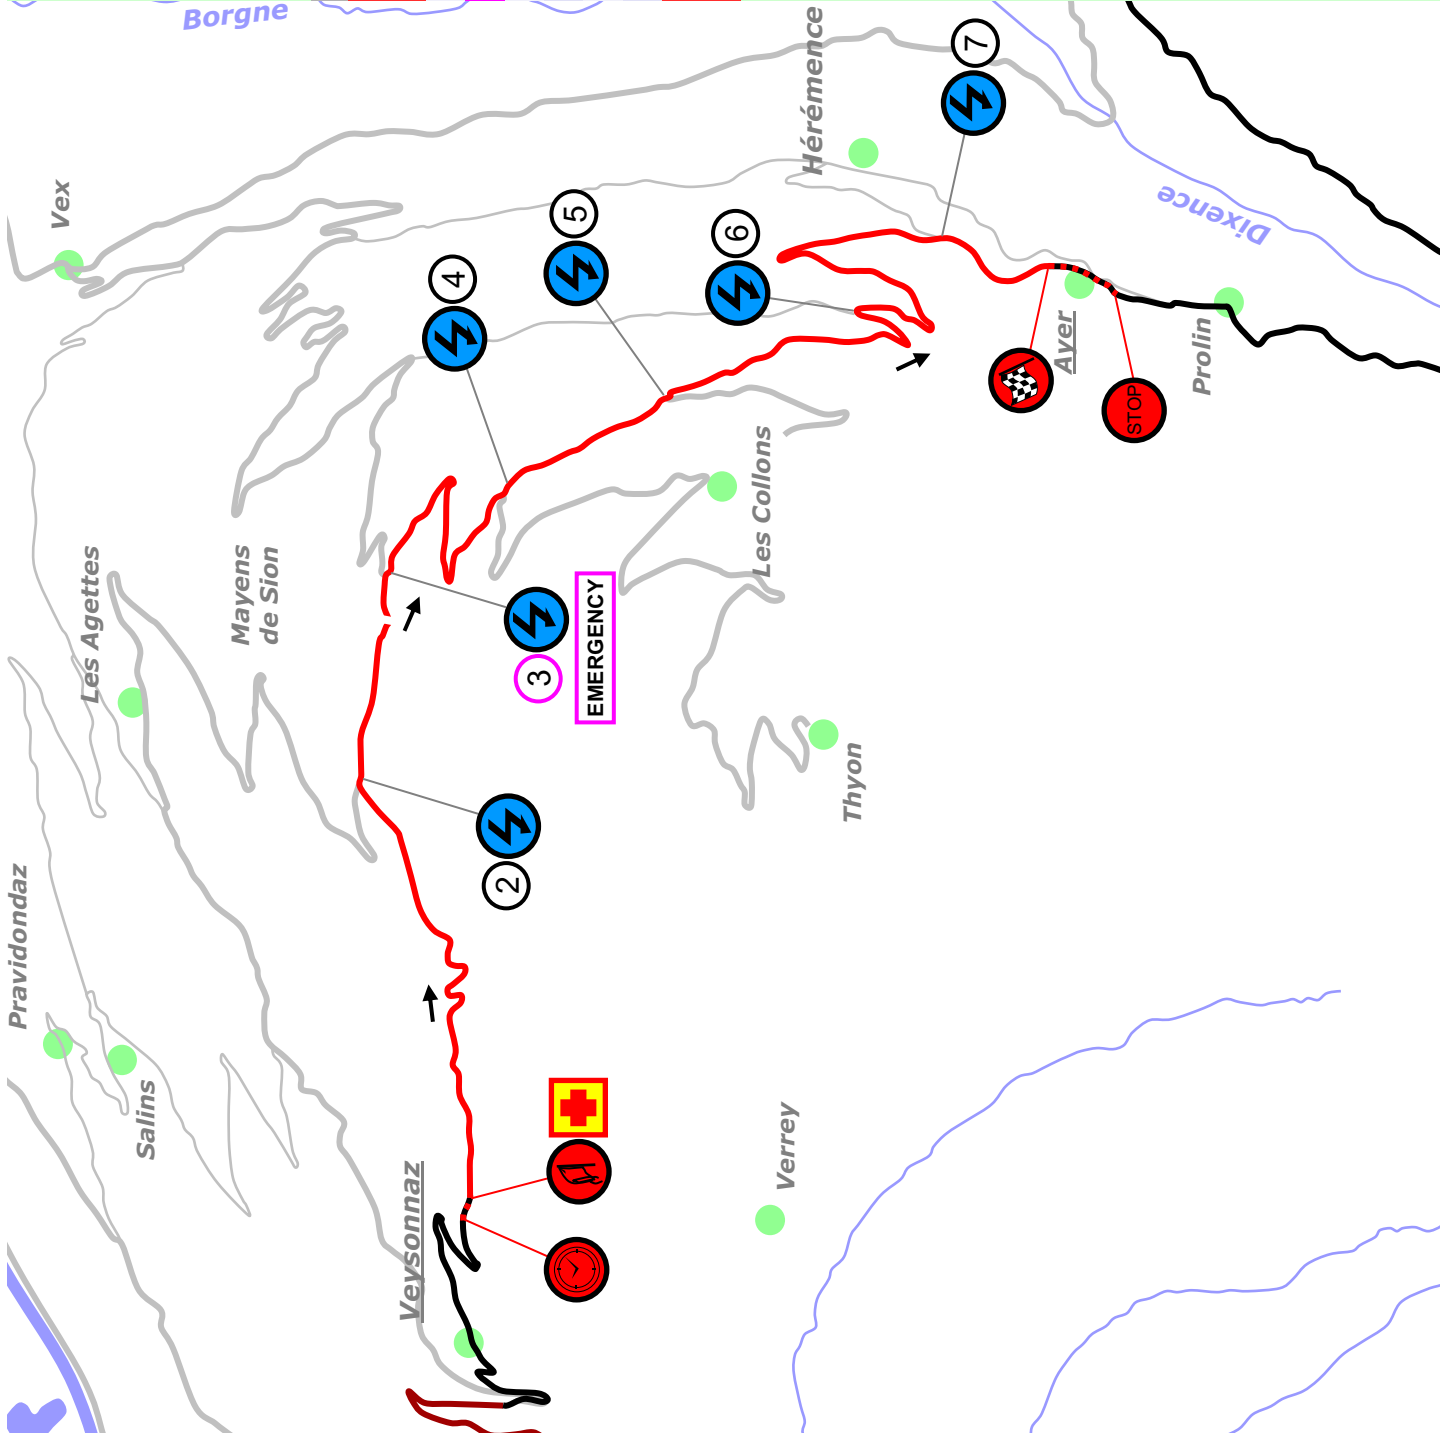 Borgne
Vex
Hérémence
7
Dixence
5
6
4
Ayer
Prolin
STOP
Les Collons
Mayens
de Sion
Les Agettes
EMERGENCY
3
Thyon
2
Pravidondaz
Salins
Verrey
Veysonnaz